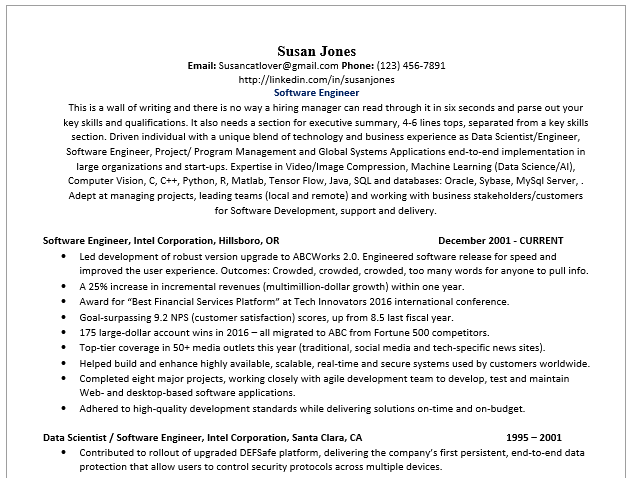 Susan Jones
Email: Susancatlover@gmail.com Phone: (123) 456-7891
http://linkedin.com/in/susanjones
Software Engineer
This is a wall of writing and there is no way a hiring manager can read through it in six seconds and parse out your
key skills and qualifications. It also needs a section for executive summary, 4-6 lines tops, separated from a key skills
section. Driven individual with a unique blend of technology and business experience as Data Scientist/Engineer,
Software Engineer, Project/ Program Management and Global Systems Applications end-to-end implementation in
large organizations and start-ups. Expertise in Video/Image Compression, Machine Learning (Data Science/AI),
Computer Vision, C, C++, Python, R, Matlab, Tensor Flow, Java, SQL and databases: Oracle, Sybase, MySql Server, .
Adept at managing projects, leading teams (local and remote) and working with business stakeholders/customers
for Software Development, support and delivery.
Software Engineer, Intel Corporation, Hillsboro, OR December 2001 - CURRENT
• Led development of robust version upgrade to ABCWorks 2.0. Engineered software release for speed and
improved the user experience. Outcomes: Crowded, crowded, crowded, too many words for anyone to pull info.
• A 25% increase in incremental revenues (multimillion-dollar growth) within one year.
• Award for “Best Financial Services Platform” at Tech Innovators 2016 international conference.
• Goal-surpassing 9.2 NPS (customer satisfaction) scores, up from 8.5 last fiscal year.
• 175 large-dollar account wins in 2016 – all migrated to ABC from Fortune 500 competitors.
• Top-tier coverage in 50+ media outlets this year (traditional, social media and tech-specific news sites).
• Helped build and enhance highly available, scalable, real-time and secure systems used by customers worldwide.
• Completed eight major projects, working closely with agile development team to develop, test and maintain
Web- and desktop-based software applications.
• Adhered to high-quality development standards while delivering solutions on-time and on-budget.
Data Scientist / Software Engineer, Intel Corporation, Santa Clara, CA 1995 – 2001
• Contributed to rollout of upgraded DEFSafe platform, delivering the company’s first persistent, end-to-end data
protection that allow users to control security protocols across multiple devices.